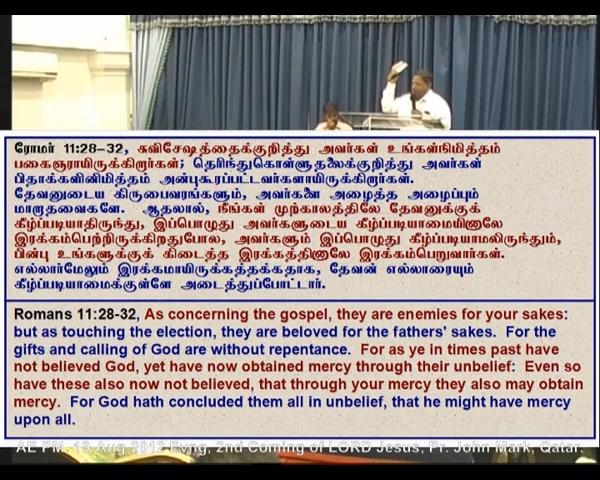 ரோமர் 11:28–32, சுவிசேஷத்தைக்குறித்து அவர்கள் உங்கள்நிமித்தம்
பகைஞராயிருக்கிறார்கள்; தெரிந்துகொள்ளுதலைக்குறித்து அவர்கள்
பிதாக்களினிமித்தம் அன்புகூரப்பட்டவர்களாயிருக்கிறார்கள்.
தேவனுடைய கிருபைவரங்களும், அவர்களை அழைத்த அழைப்பும்
மாறாதவைகளே. ஆதலால், நீங்கள் முற்காலத்திலே தேவனுக்குக்
கீழ்ப்படியாதிருந்து, இப்பொழுது அவர்களுடைய கீழ்ப்படியாமையினாலே
இரக்கம்பெற்றிருக்கிறதுபோல, அவர்களும் இப்பொழுது கீழ்ப்படியாமலிருந்தும்,
பின்பு உங்களுக்குக் கிடைத்த இரக்கத்தினாலே இரக்கம்பெறுவார்கள்.
எல்லார்மேலும் இரக்கமாயிருக்கத்தக்கதாக, தேவன் எல்லாரையும்
கீழ்ப்படியாமைக்குள்ளே அடைத்துப்போட்டார்.
Romans 11:28-32, As concerning the gospel, they are enemies for your sakes:
but as touching the election, they are beloved for the fathers' sakes. For the
gifts and calling of God are without repentance. For as ye in times past have
not believed God, yet have now obtained mercy through their unbelief: Even so
have these also now not believed, that through your mercy they also may obtain
mercy. For God hath concluded them all in unbelief, that he might have mercy
upon all.
AE PM, 19 Aug 2012 Evng, 2nd Coming of LORD Jesus, Pr. John Mark, Qatar.